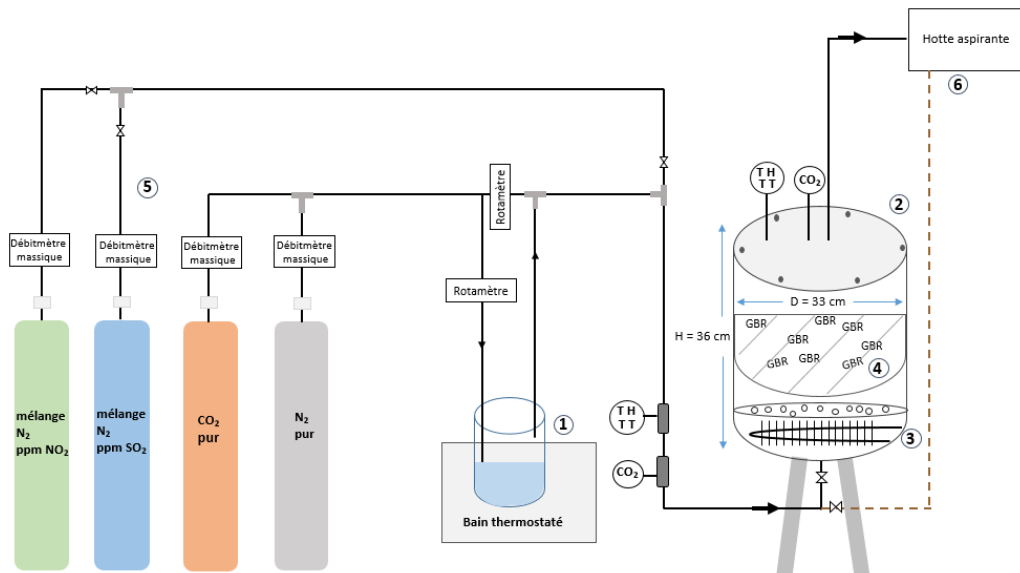 Hotte aspirante
6
5
T H
T T
CO₂
2
Débitmètre
massique
Débitmètre
massique
Débitmètre
massique
Débitmètre
massique
Rotamètre
Rotamètre
D = 33 cm
H = 36 cm
GBR
GBR
GBR
GBR
GBR
GBR
GBR
GBR
4
mélange
N₂
ppm NO₂
mélange
N₂
ppm SO₂
CO₂
pur
N₂
pur
1
T H
T T
CO₂
3
Bain thermostaté